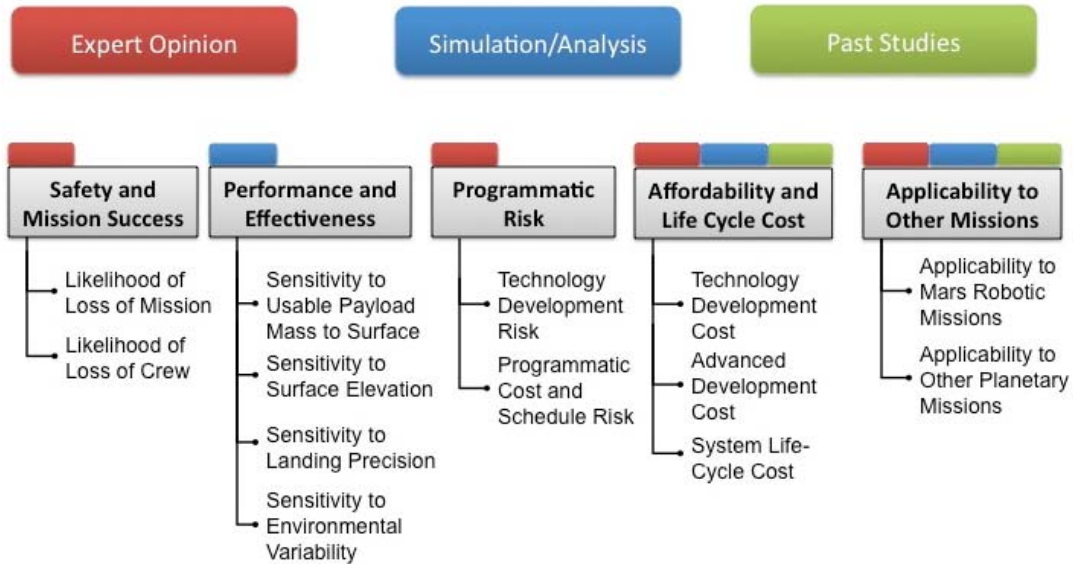 Expert Opinion
Simulation/Analysis
Past Studies
Safety and
Mission Success
Likelihood of
Loss of Mission
Likelihood of
Loss of Crew
Performance and
Effectiveness
Sensitivity to
Usable Payload
Mass to Surface
Sensitivity to
Surface Elevation
Sensitivity to
Landing Precision
Sensitivity to
Environmental
Variability
Programmatic
Risk
Technology
Development
Risk
Programmatic
Cost and
Schedule Risk
Affordability and
Life Cycle Cost
Technology
Development
Cost
Advanced
Development
Cost
System Life-
Cycle Cost
Applicability to
Other Missions
Applicability to
Mars Robotic
Missions
Applicability to
Other Planetary
Missions